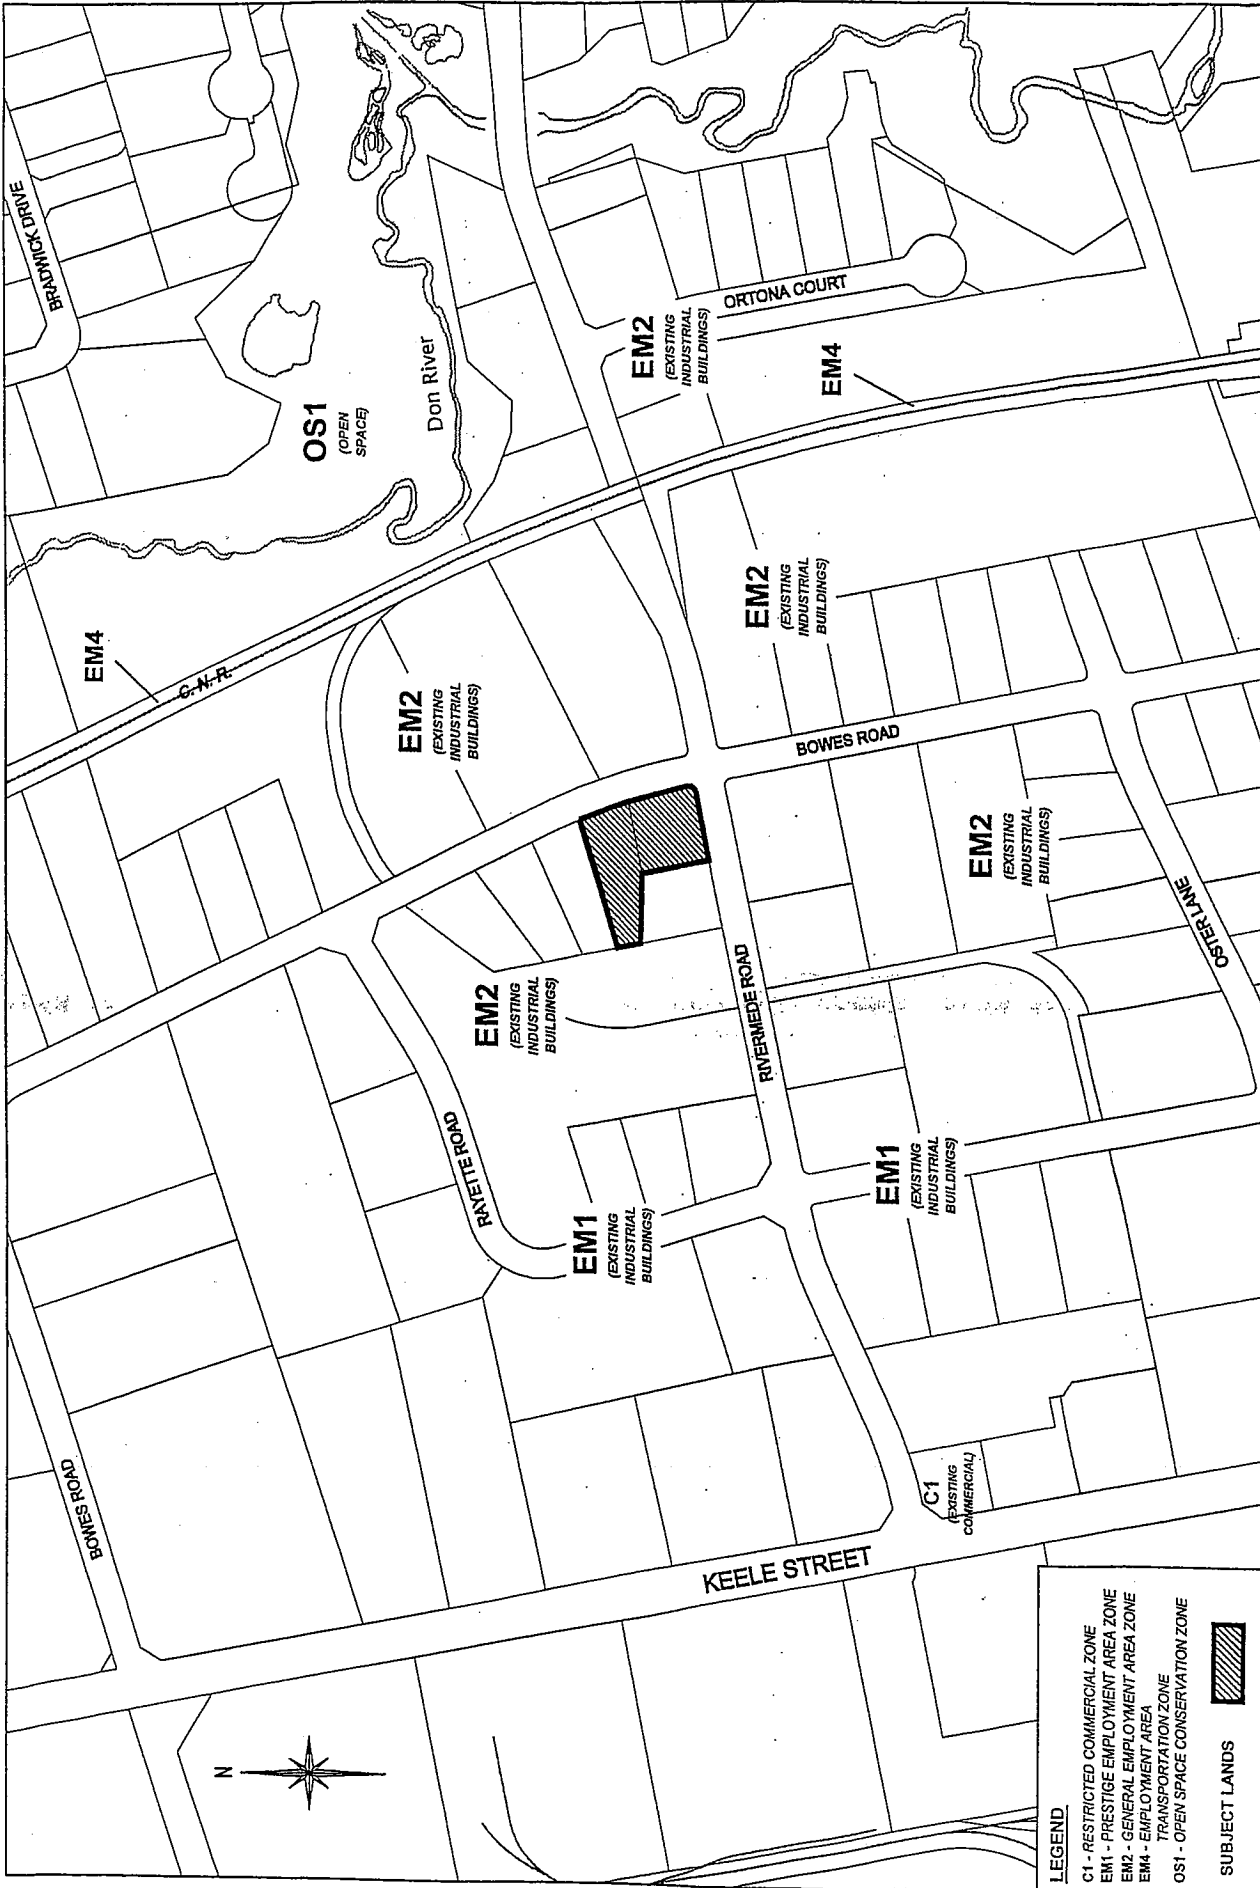 BRADWICK DRIVE
OS1
(OPEN
SPACE)
Don River
EM4
C. N. R.
EM2
(EXISTING
INDUSTRIAL
BUILDINGS)
ORTONA COURT
EM4
EM2
(EXISTING
INDUSTRIAL
BUILDINGS)
EM2
(EXISTING
INDUSTRIAL
BUILDINGS)
BOWES ROAD
EM2
(EXISTING
INDUSTRIAL
BUILDINGS)
OSTER LANE
EM2
(EXISTING
INDUSTRIAL
BUILDINGS)
RIVERMEDE ROAD
RAYETTE ROAD
EM1
(EXISTING
INDUSTRIAL
BUILDINGS)
EM1
(EXISTING
INDUSTRIAL
BUILDINGS)
BOWES ROAD
KEELE STREET
C1
(EXISTING
COMMERCIAL)
N
LEGEND
C1 - RESTRICTED COMMERCIAL ZONE
EM1 - PRESTIGE EMPLOYMENT AREA ZONE
EM2 - GENERAL EMPLOYMENT AREA ZONE
EM4 - EMPLOYMENT AREA
TRANSPORTATION ZONE
OS1 - OPEN SPACE CONSERVATION ZONE
SUBJECT LANDS